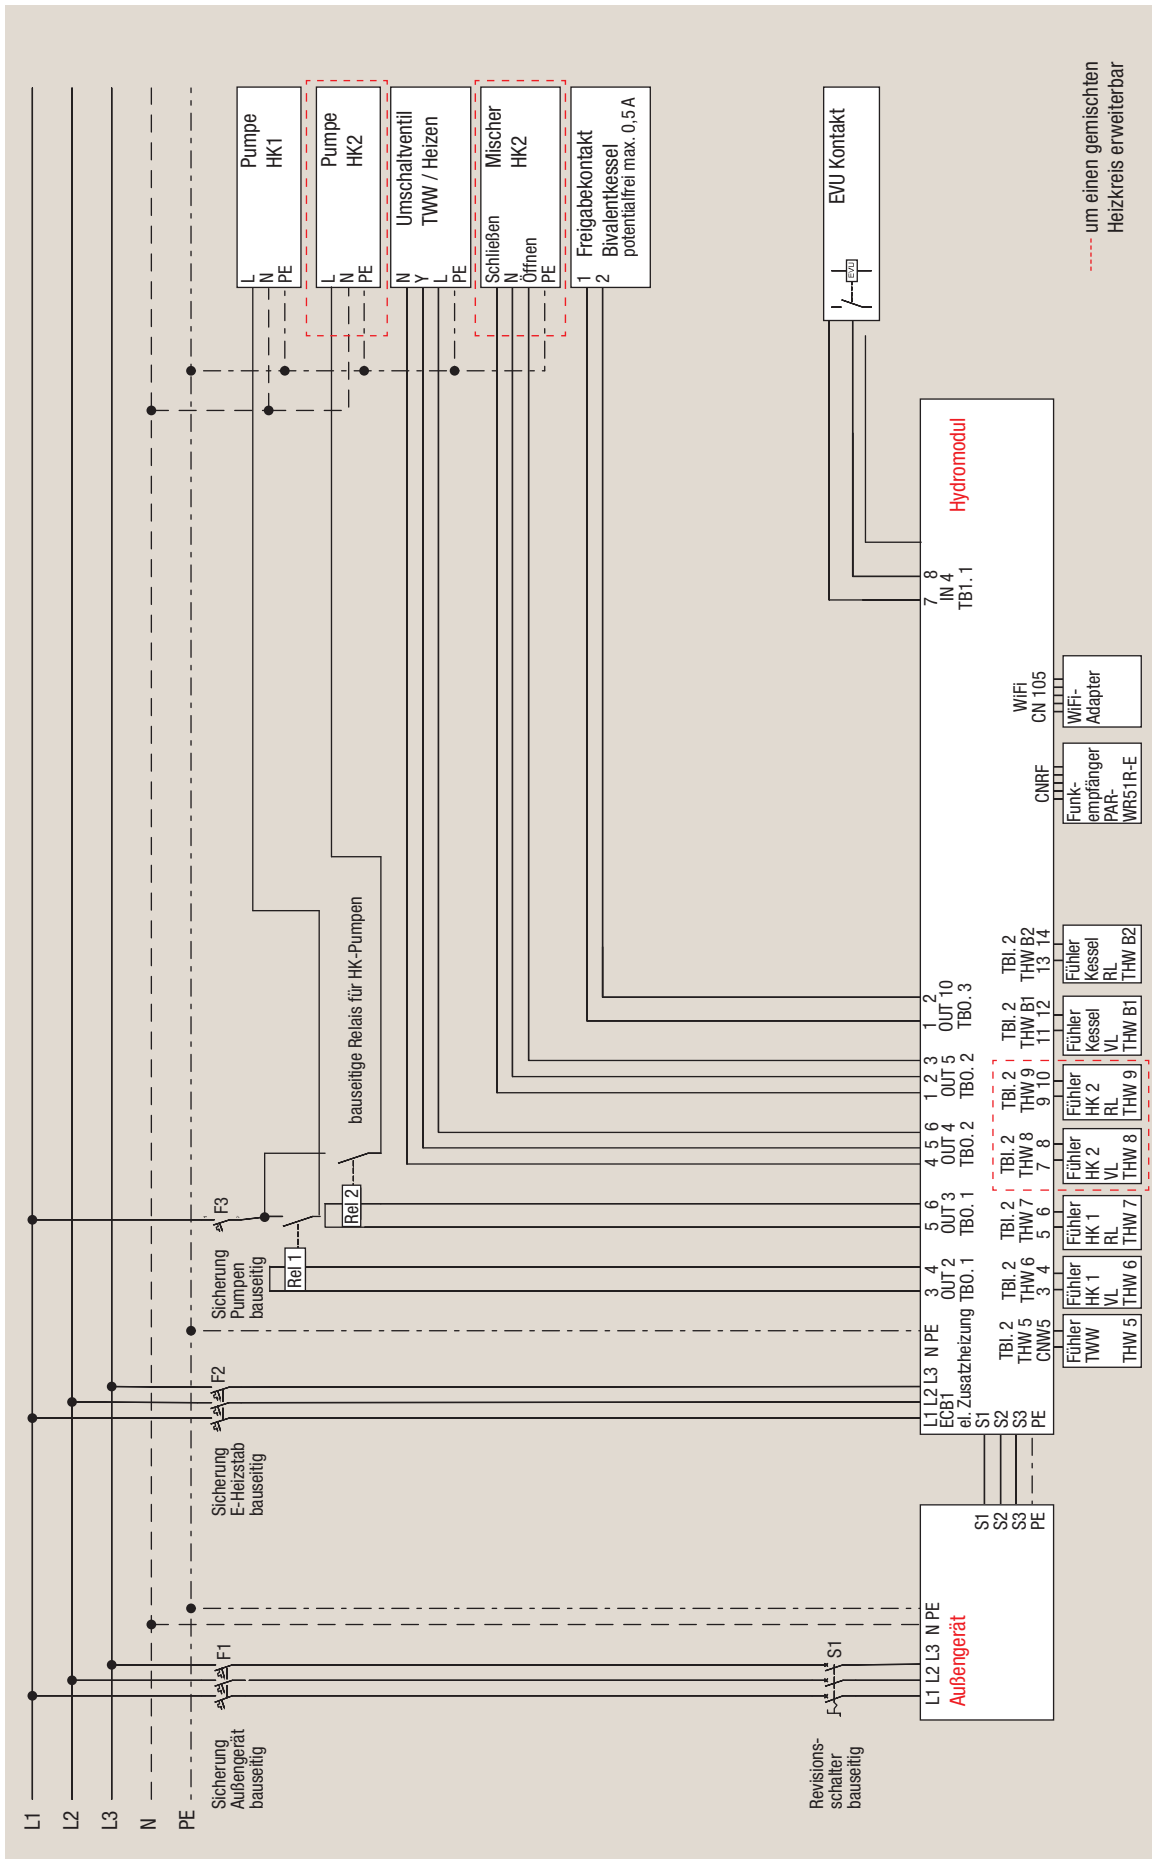 L1
L2
L3
N
PE
Sicherung
Außengerät
bauseitig
F1
Sicherung
E-Heizstab
bauseitig
F2
Sicherung
Pumpen
bauseitig
F3
Rel 1
Rel 2
bauseitige Relais für HK-Pumpen
L
N
PE
Pumpe
HK1
L
N
PE
Pumpe
HK2
N
Y
L
PE
Umschaltventil
TWW / Heizen
Schließen
N
Öffnen
PE
Mischer
HK2
1
2
Freigabekontakt
Bivalentkessel
potentialfrei max. 0,5 A
EVU Kontakt
EVU
um einen gemischten
Heizkreis erweiterbar
Revisions-
schalter
bauseitig
S1
L1 L2 L3 N PE
Außengerät
S1
S2
S3
PE
L1 L2 L3 N PE
ECB1
el. Zusatzheizung
S1
S2
S3
PE
3 4
OUT 2
TBO. 1
5 6
OUT 3
TBO. 1
4 5 6
OUT 4
TBO. 2
1 2 3
OUT 5
TBO. 2
1 2
OUT 10
TBO. 3
7 8
IN 4
TB1. 1
Hydromodul
TBI. 2
THW 5
CNW5
TBI. 2
THW 6
3 4
TBI. 2
THW 7
5 6
TBI. 2
THW 8
7 8
TBI. 2
THW 9
9 10
TBI. 2
THW B1
11 12
TBI. 2
THW B2
13 14
CNRF
WiFi
CN 105
Fühler
TWW
THW 5
Fühler
HK 1
VL
THW 6
Fühler
HK 1
RL
THW 7
Fühler
HK 2
VL
THW 8
Fühler
HK 2
RL
THW 9
Fühler
Kessel
VL
THW B1
Fühler
Kessel
RL
THW B2
Funk-
empfänger
PAR-
WR51R-E
WiFi-
Adapter